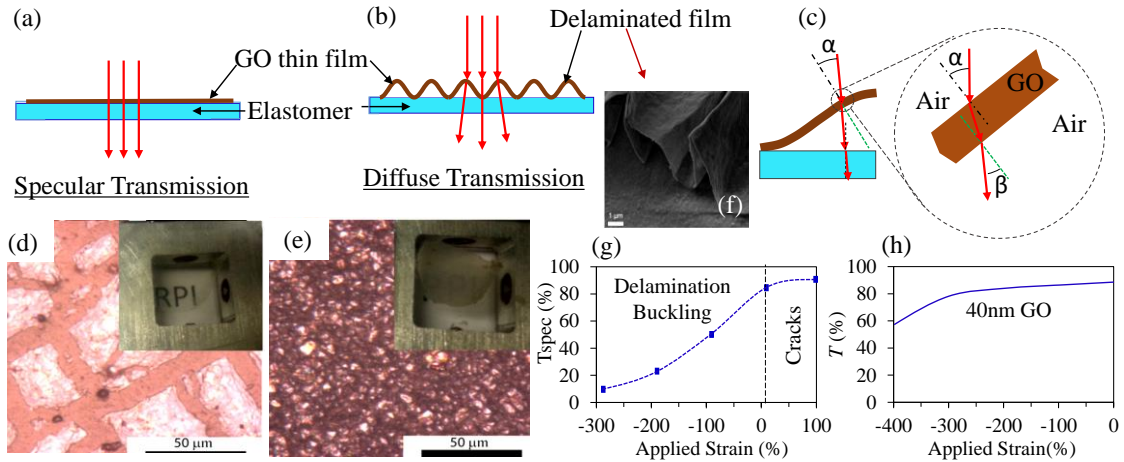 (a)
(b)
Delaminated film
(c)
GO thin film
Elastomer
α
α
GO
Air
Air
β
Specular Transmission
Diffuse Transmission
1 μm
(f)
(d)
RPI
50 μm
(e)
50 μm
(g)
100
80
60
40
20
0
Tspec (%)
Delamination
Buckling
Cracks
-300 -200 -100 0 100
Applied Strain (%)
(h)
100
80
60
40
20
0
T (%)
40nm GO
-400 -300 -200 -100 0
Applied Strain(%)